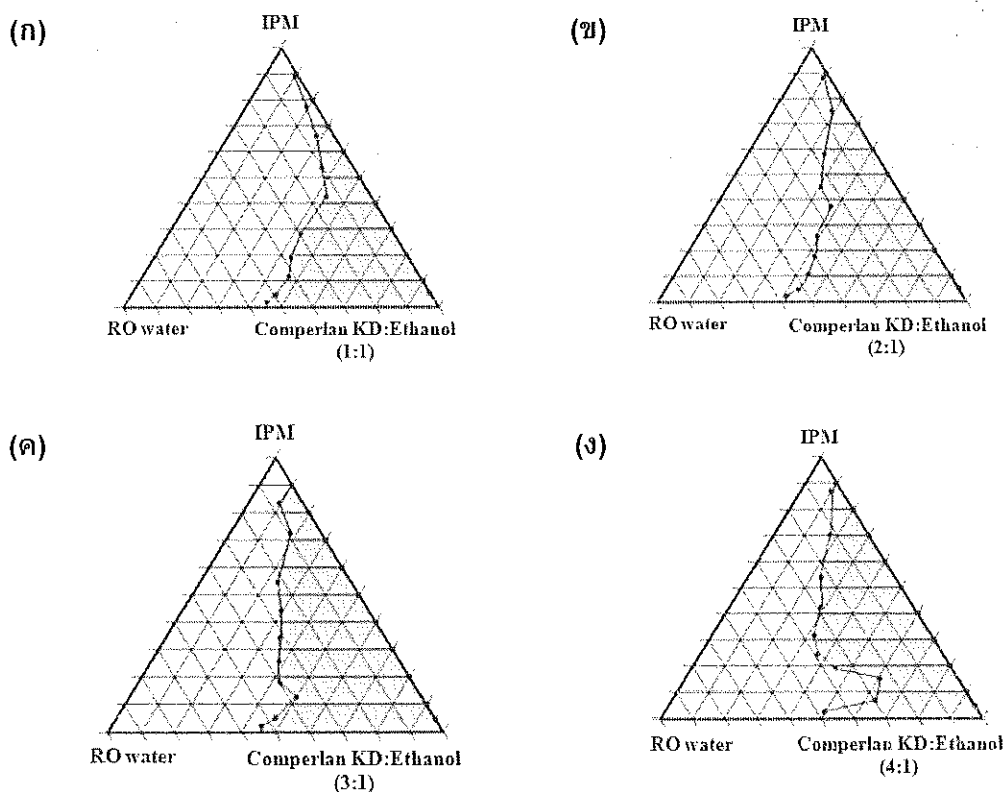 (ก)
IPM
RO water
Comperlan KD:Ethanol
(1:1)
(ข)
IPM
RO water
Comperlan KD:Ethanol
(2:1)
(ค)
IPM
RO water
Comperlan KD:Ethanol
(3:1)
(ง)
IPM
RO water
Comperlan KD:Ethanol
(4:1)